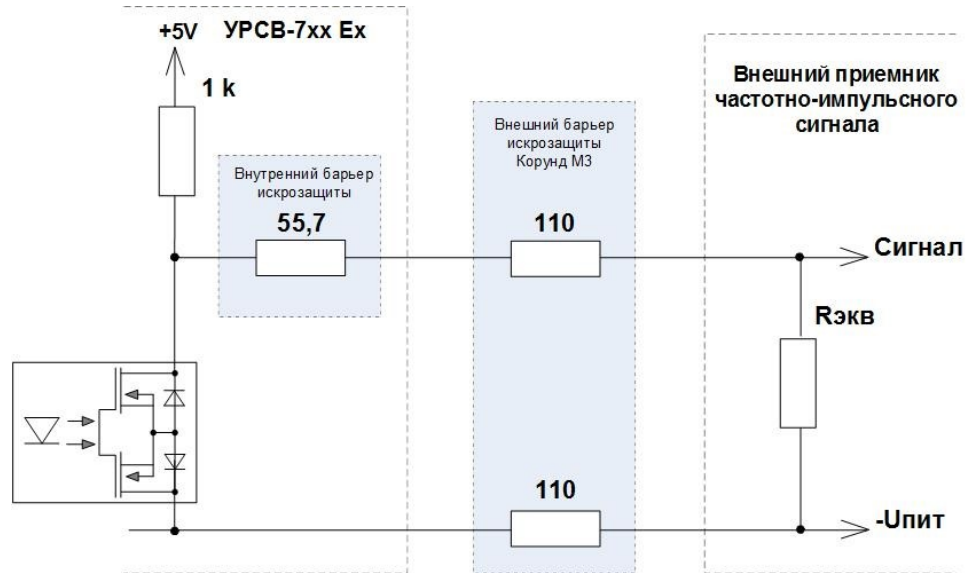 +5V
УРСВ-7xx Ex
1 k
Внутренний барьер
искрозащиты
55,7
Внешний барьер
искрозащиты
Корунд М3
110
Внешний приемник
частотно-импульсного
сигнала
Сигнал
Rэкв
110
-Uпит